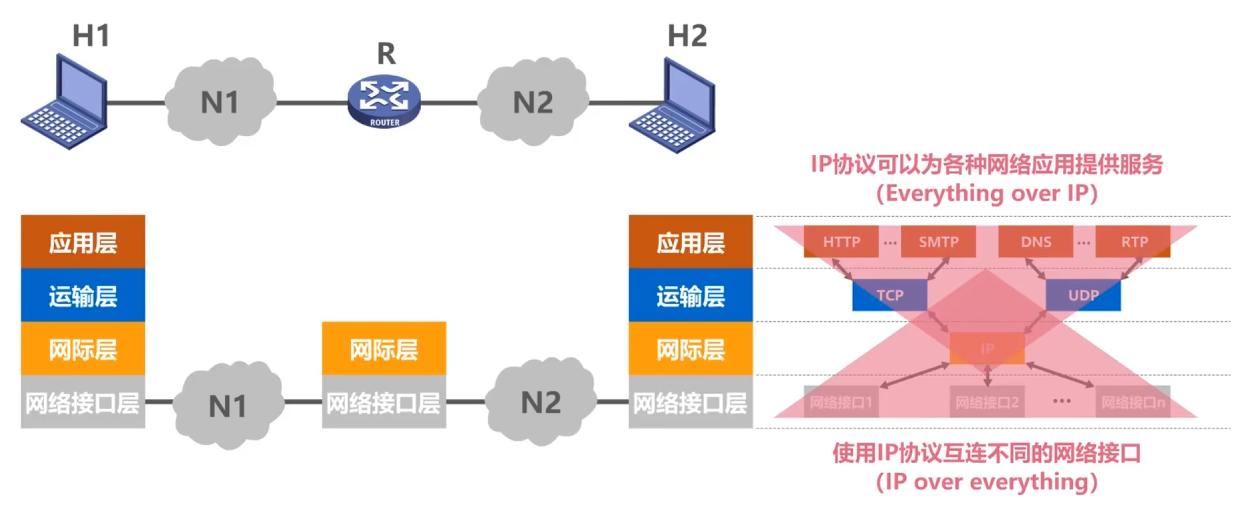 H1
H2
R
N1
N2
ROUTER
IP协议可以为各种网络应用提供服务
（Everything over IP）
应用层
应用层
HTTP
...
SMTP
DNS
...
RTP
运输层
运输层
TCP
UDP
网际层
网际层
网际层
IP
网络接口层
N1
网络接口层
N2
网络接口层
网络接口1
网络接口2
...
网络接口n
使用IP协议互连不同的网络接口
（IP over everything）